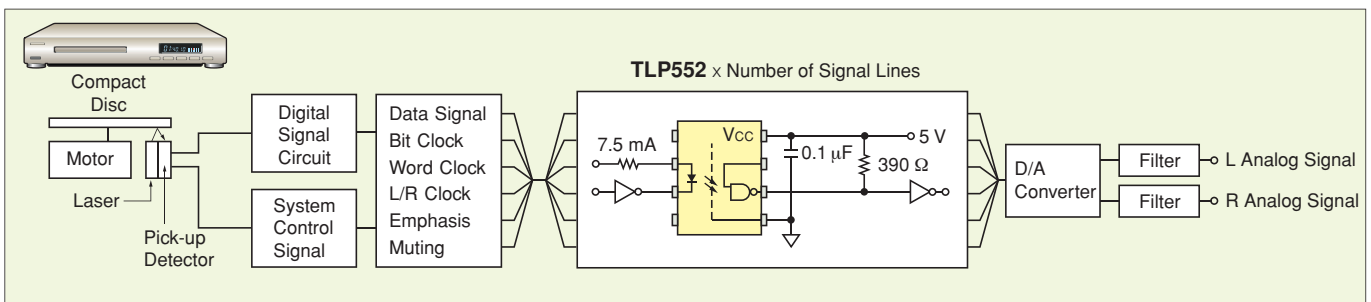 Compact
Disc
Motor
Laser
Pick-up
Detector
Digital
Signal
Circuit
System
Control
Signal
Data Signal
Bit Clock
Word Clock
L/R Clock
Emphasis
Muting
TLP552 x Number of Signal Lines
7.5 mA
VCC
0.1 μF
5 V
390 Ω
D/A
Converter
Filter
L Analog Signal
Filter
R Analog Signal